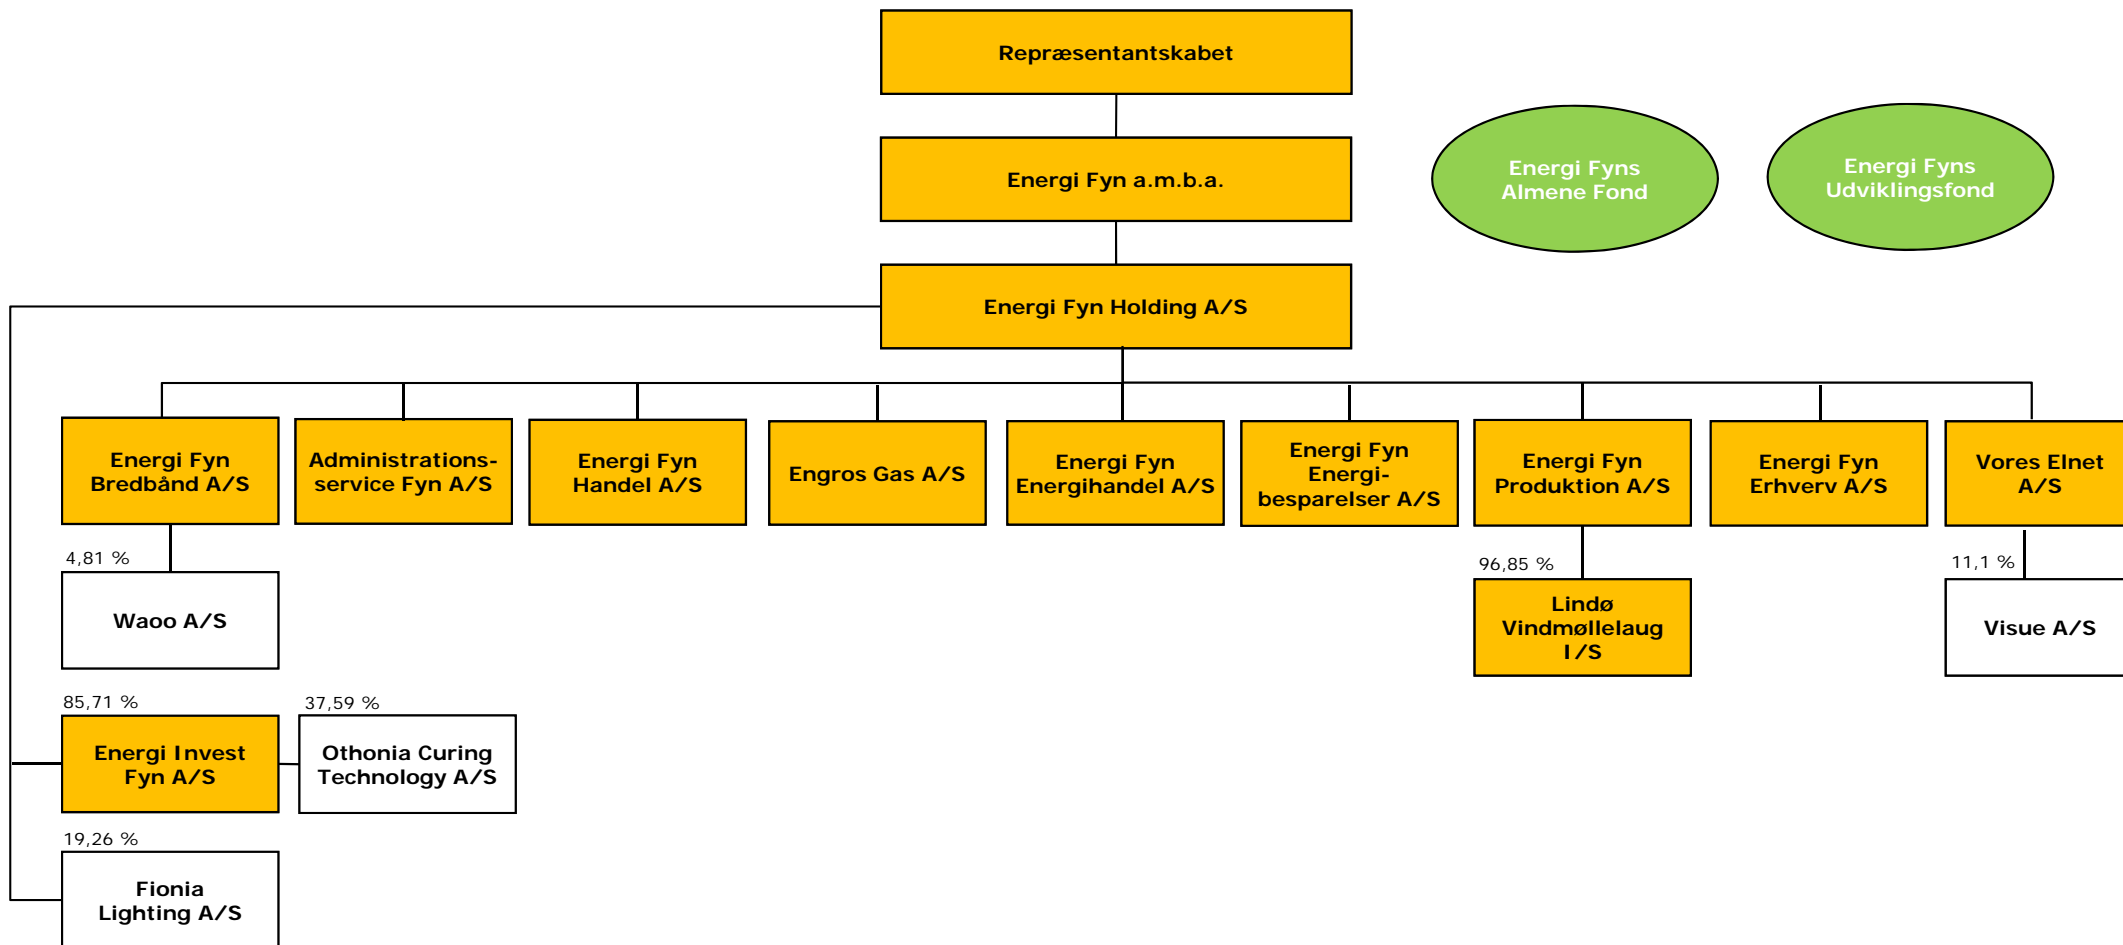 Repræsentantskabet
Energi Fyn a.m.b.a.
Energi Fyns
Almene Fond
Energi Fyns
Udviklingsfond
Energi Fyn Holding A/S
Energi Fyn
Bredbånd A/S
Administrations-
service Fyn A/S
Energi Fyn
Handel A/S
Engros Gas A/S
Energi Fyn
Energihandel A/S
Energi Fyn
Energi-
besparelser A/S
Energi Fyn
Produktion A/S
Energi Fyn
Erhverv A/S
Vores Elnet
A/S
4,81 %
Waoo A/S
96,85 %
Lindø
Vindmøllelaug
I/S
11,1 %
Visue A/S
85,71 %
Energi Invest
Fyn A/S
37,59 %
Othonia Curing
Technology A/S
19,26 %
Fionia
Lighting A/S